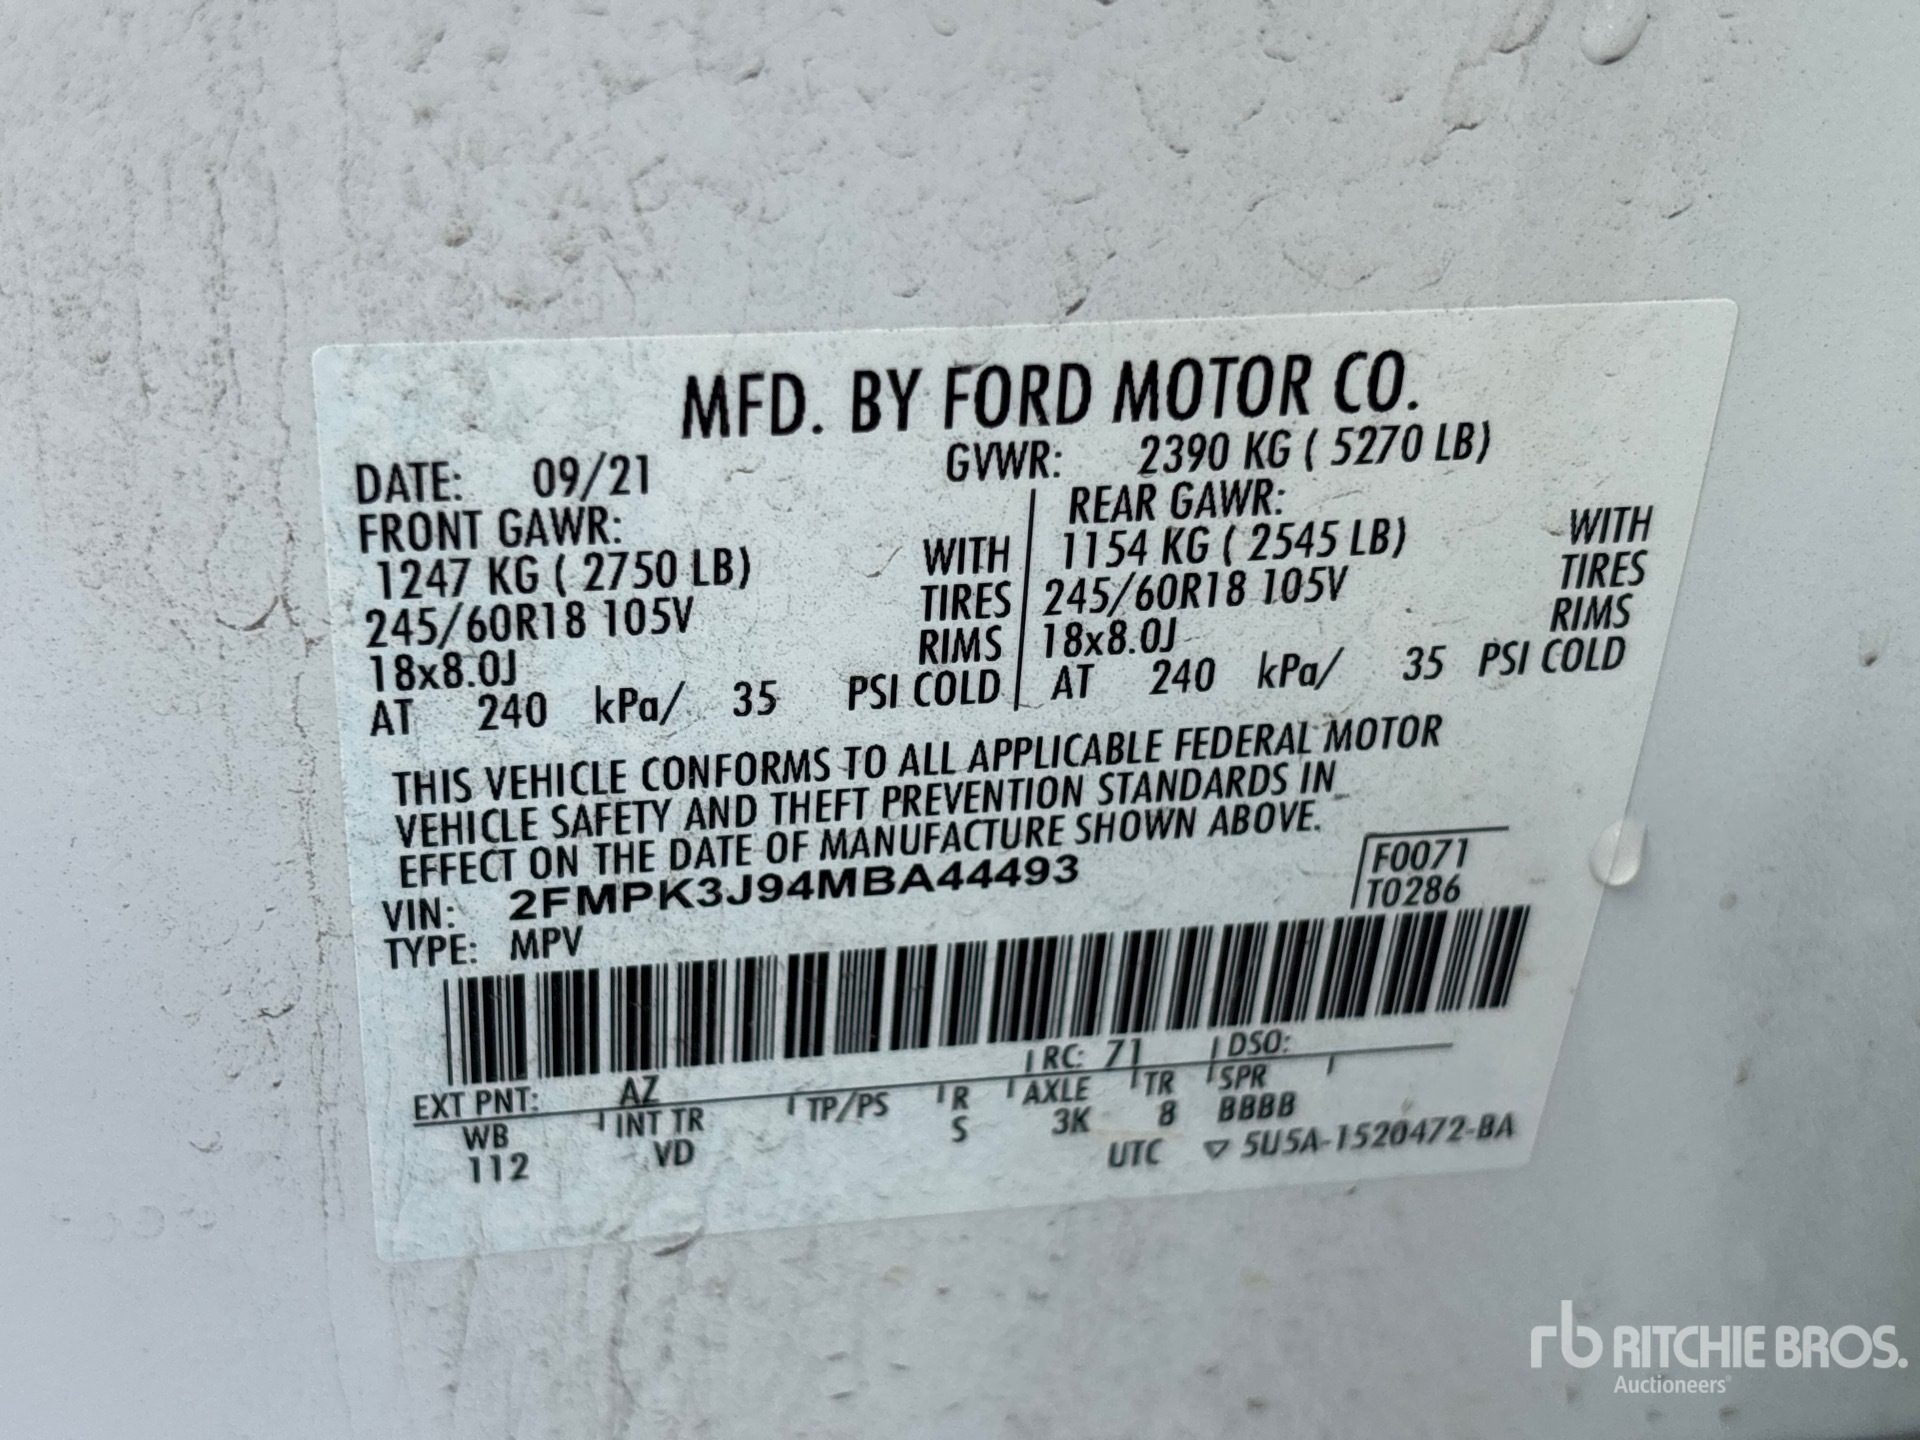 MFD. BY FORD MOTOR CO.
DATE: 09/21 GVWR: 2390 KG ( 5270 LB)
FRONT GAWR: REAR GAWR:
1247 KG ( 2750 LB) WITH 1154 KG ( 2545 LB) WITH
245/60R18 105V TIRES 245/60R18 105V TIRES
18x8.0J RIMS 18x8.0J RIMS
AT 240 kPa/ 35 PSI COLD AT 240 kPa/ 35 PSI COLD
THIS VEHICLE CONFORMS TO ALL APPLICABLE FEDERAL MOTOR
VEHICLE SAFETY AND THEFT PREVENTION STANDARDS IN
EFFECT ON THE DATE OF MANUFACTURE SHOWN ABOVE.
VIN: 2FMPK3J94MBA44493 F0071
TYPE: MPV T0286
EXT PNT: AZ RC: 71 DSO:
WB INT TR TP/PS R AXLE TR SPR
112 VD S 3K 8 BBBB
UTC ▽ 5U5A-1520472-BA
rb RITCHIE BROS.
Auctioneers